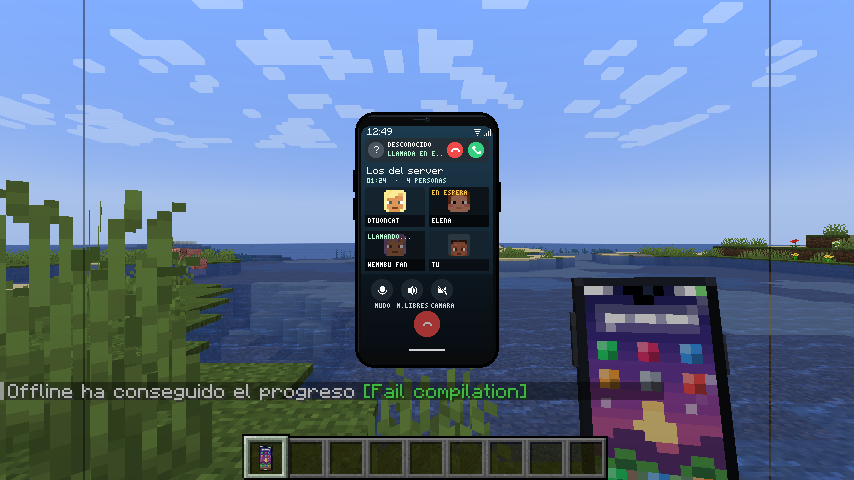 12:49
?
DESCONOCIDO
LLAMADA EN E..
Los del server
01:24 · 4 PERSONAS
EN ESPERA
DTUONCAT
ELENA
LLAMANDO...
WEMMBU FAN
TU
MUDO
M.LIBRES
CAMARA
Offline ha conseguido el progreso [Fail compilation]